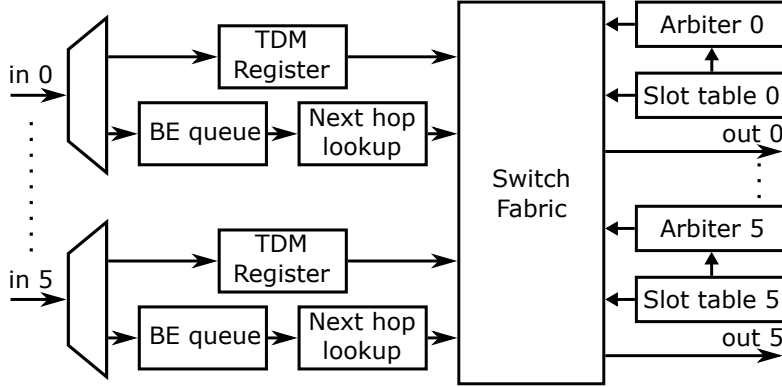 in 0
TDM
Register
BE queue
Next hop
lookup
in 5
TDM
Register
BE queue
Next hop
lookup
Switch
Fabric
Arbiter 0
Slot table 0
out 0
Arbiter 5
Slot table 5
out 5